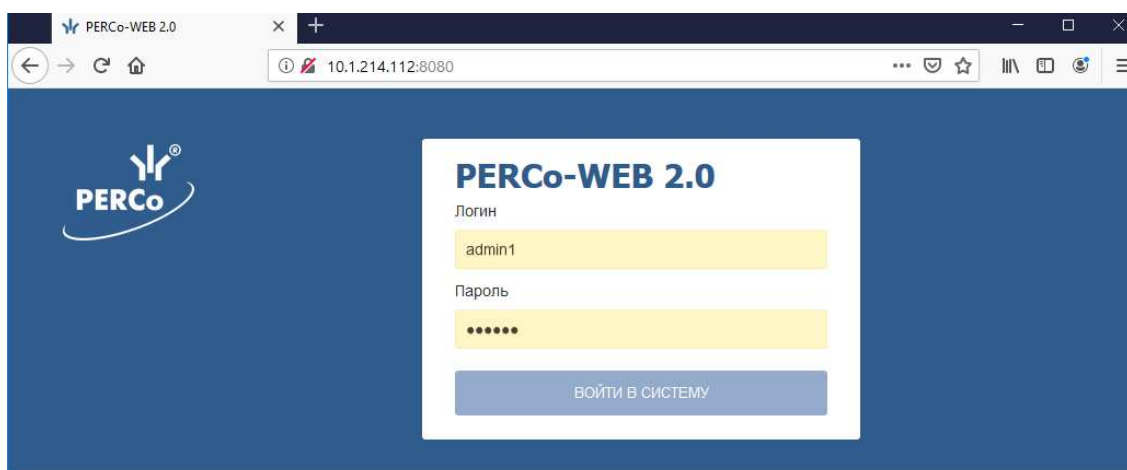 PERCo-WEB 2.0
10.1.214.112:8080
PERCo®
PERCo-WEB 2.0
Логин
admin1
Пароль
••••••
ВОЙТИ В СИСТЕМУ